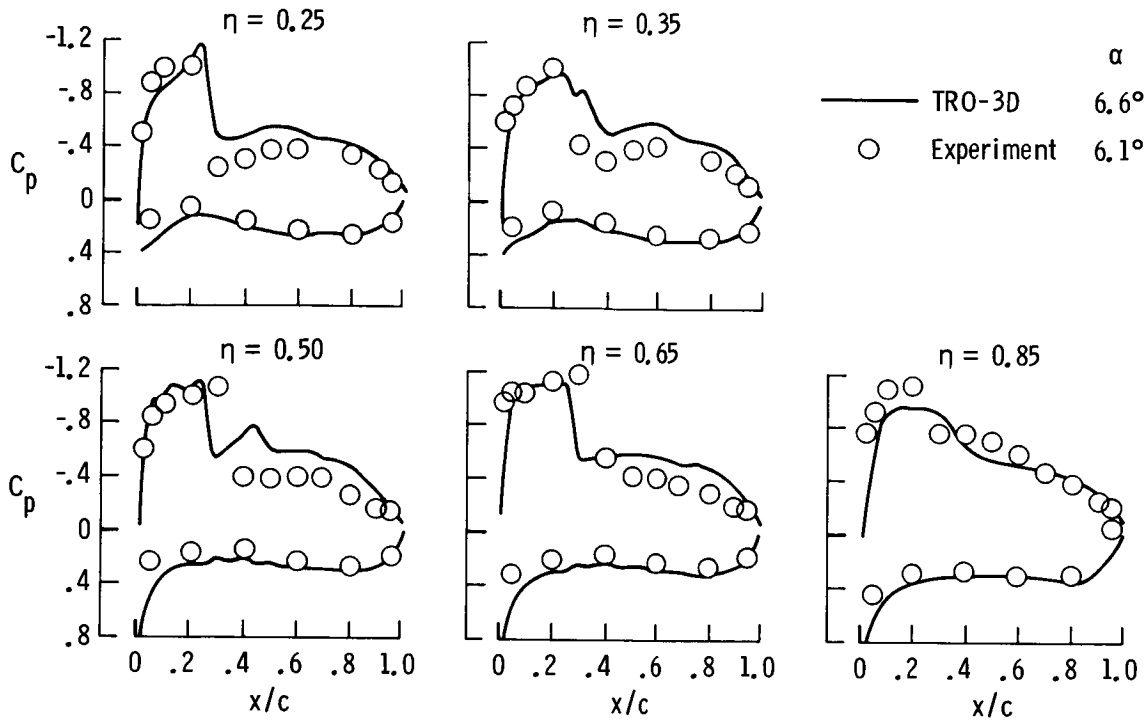 η = 0.25
η = 0.35
-1.2
-.8
-.4
0
.4
.8
C_p
α
TRO-3D 6.6°
Experiment 6.1°
η = 0.50
η = 0.65
η = 0.85
-1.2
-.8
-.4
0
.4
.8
C_p
0 .2 .4 .6 .8 1.0
x/c
0 .2 .4 .6 .8 1.0
x/c
0 .2 .4 .6 .8 1.0
x/c